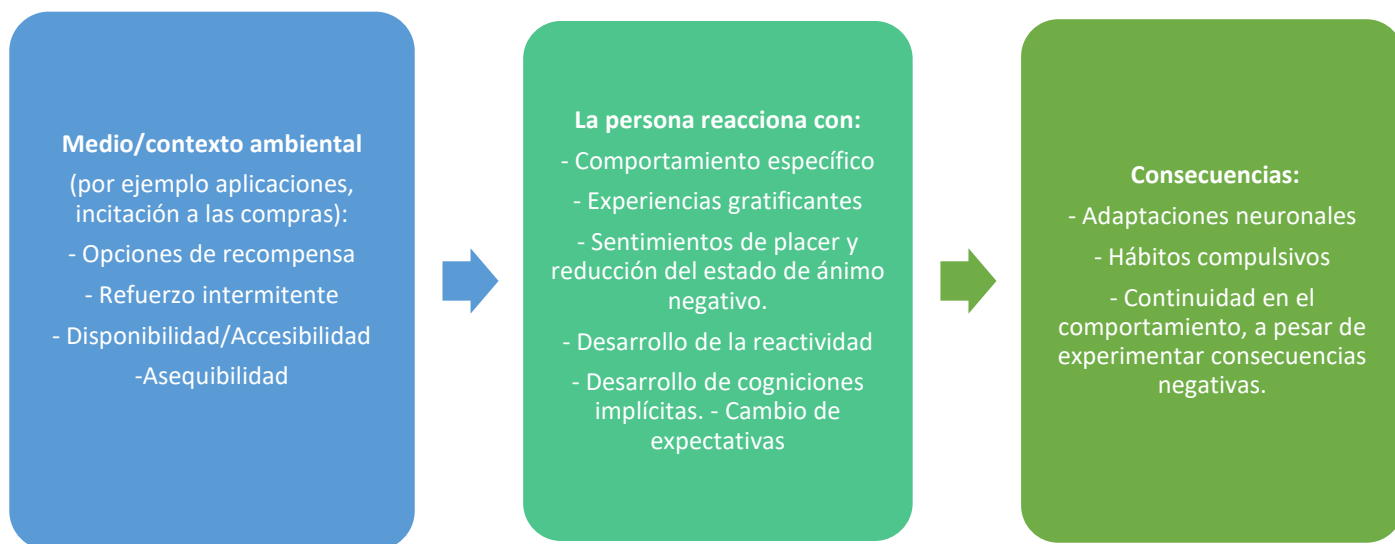 Medio/contexto ambiental
(por ejemplo aplicaciones,
incitación a las compras):
- Opciones de recompensa
- Refuerzo intermitente
- Disponibilidad/Accesibilidad
-Asequibilidad
La persona reacciona con:
- Comportamiento específico
- Experiencias gratificantes
- Sentimientos de placer y
reducción del estado de ánimo
negativo.
- Desarrollo de la reactividad
- Desarrollo de cogniciones
implícitas. - Cambio de
expectativas
Consecuencias:
- Adaptaciones neuronales
- Hábitos compulsivos
- Continuidad en el
comportamiento, a pesar de
experimentar consecuencias
negativas.